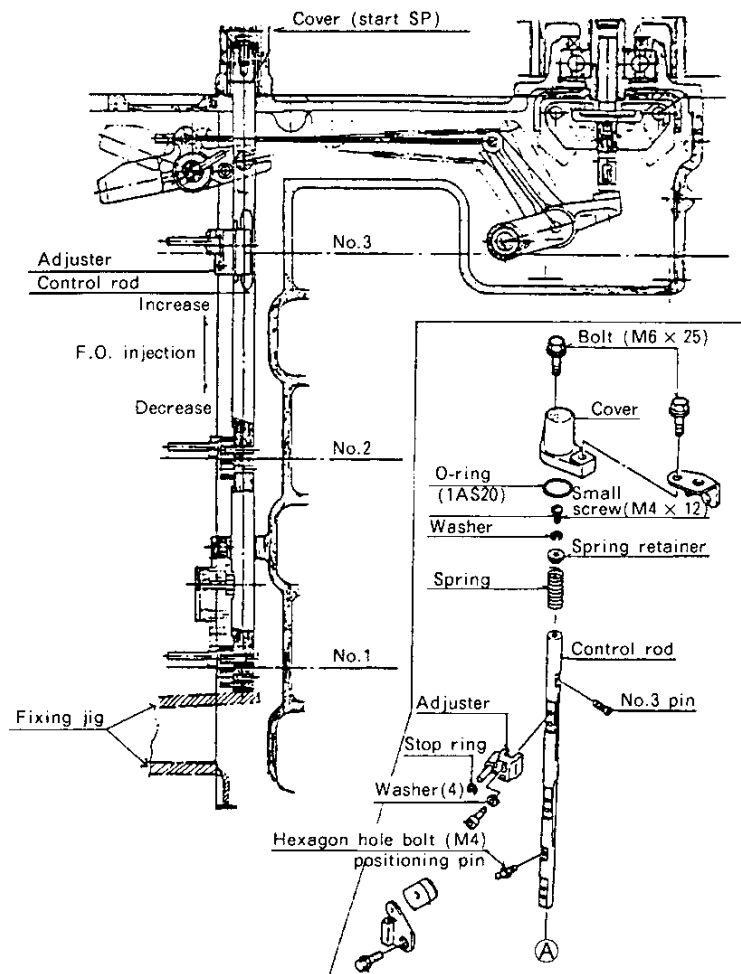 Cover (start SP)
No.3
Adjuster
Control rod
Increase
F.O. injection
Decrease
No.2
No.1
Fixing jig
Bolt (M6 × 25)
Cover
O-ring
(1AS20)
Small
screw(M4 × 12)
Washer
Spring retainer
Spring
Control rod
No.3 pin
Adjuster
Stop ring
Washer(4)
Hexagon hole bolt (M4)
positioning pin
A